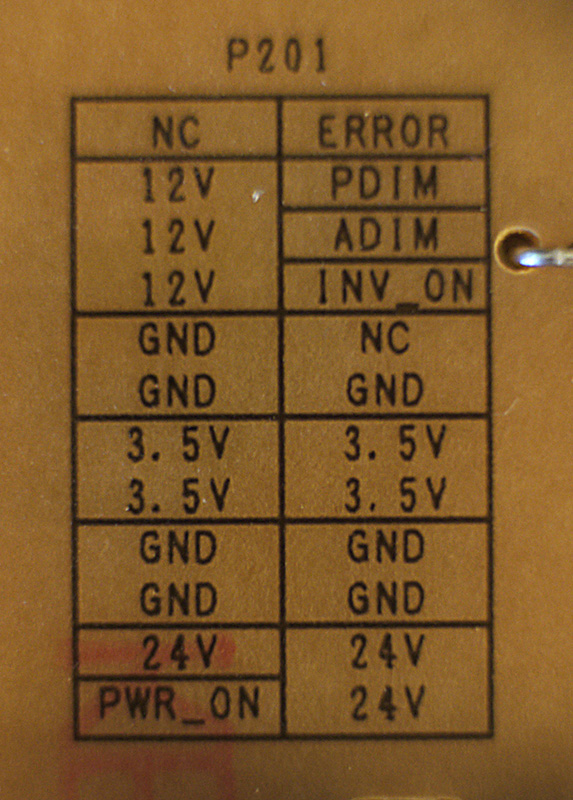 P201
NC ERROR
12V PDIM
12V ADIM
12V INV_ON
GND NC
GND GND
3.5V 3.5V
3.5V 3.5V
GND GND
GND GND
24V 24V
PWR_ON 24V